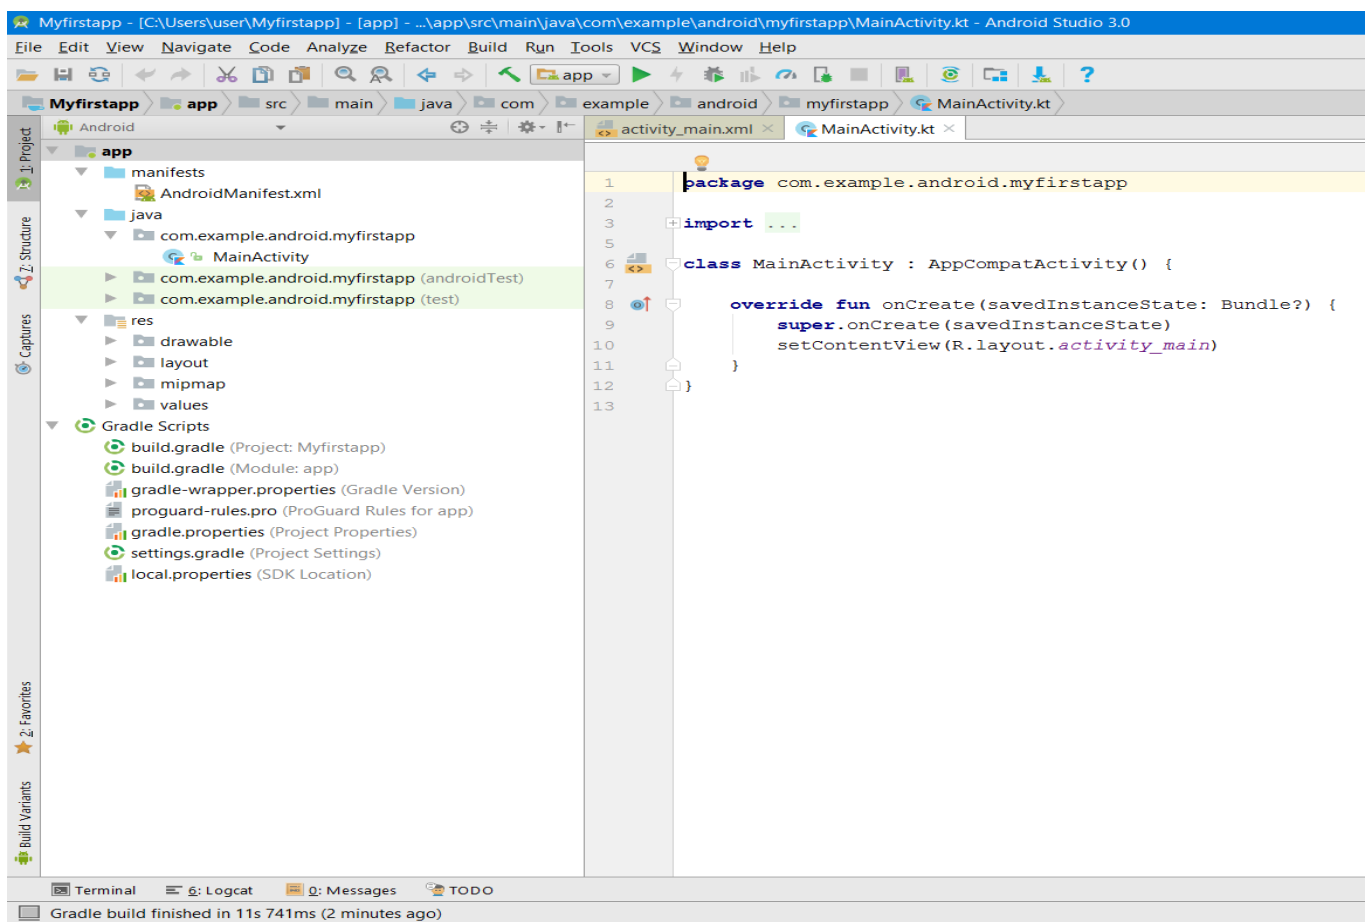 Myfirstapp - [C:\Users\user\Myfirstapp] - [app] - ...\app\src\main\java\com\example\android\myfirstapp\MainActivity.kt - Android Studio 3.0
File Edit View Navigate Code Analyze Refactor Build Run Tools VCS Window Help
app
Myfirstapp app src main java com example android myfirstapp MainActivity.kt
1: Project
7: Structure
Captures
2: Favorites
Build Variants
Android
app
manifests
AndroidManifest.xml
java
com.example.android.myfirstapp
MainActivity
com.example.android.myfirstapp (androidTest)
com.example.android.myfirstapp (test)
res
drawable
layout
mipmap
values
Gradle Scripts
build.gradle (Project: Myfirstapp)
build.gradle (Module: app)
gradle-wrapper.properties (Gradle Version)
proguard-rules.pro (ProGuard Rules for app)
gradle.properties (Project Properties)
settings.gradle (Project Settings)
local.properties (SDK Location)
activity_main.xml MainActivity.kt
1 package com.example.android.myfirstapp
2
3 import ...
5
6 class MainActivity : AppCompatActivity() {
7
8 override fun onCreate(savedInstanceState: Bundle?) {
9 super.onCreate(savedInstanceState)
10 setContentView(R.layout.activity_main)
11 }
12 }
13
Terminal 6: Logcat 0: Messages TODO
Gradle build finished in 11s 741ms (2 minutes ago)